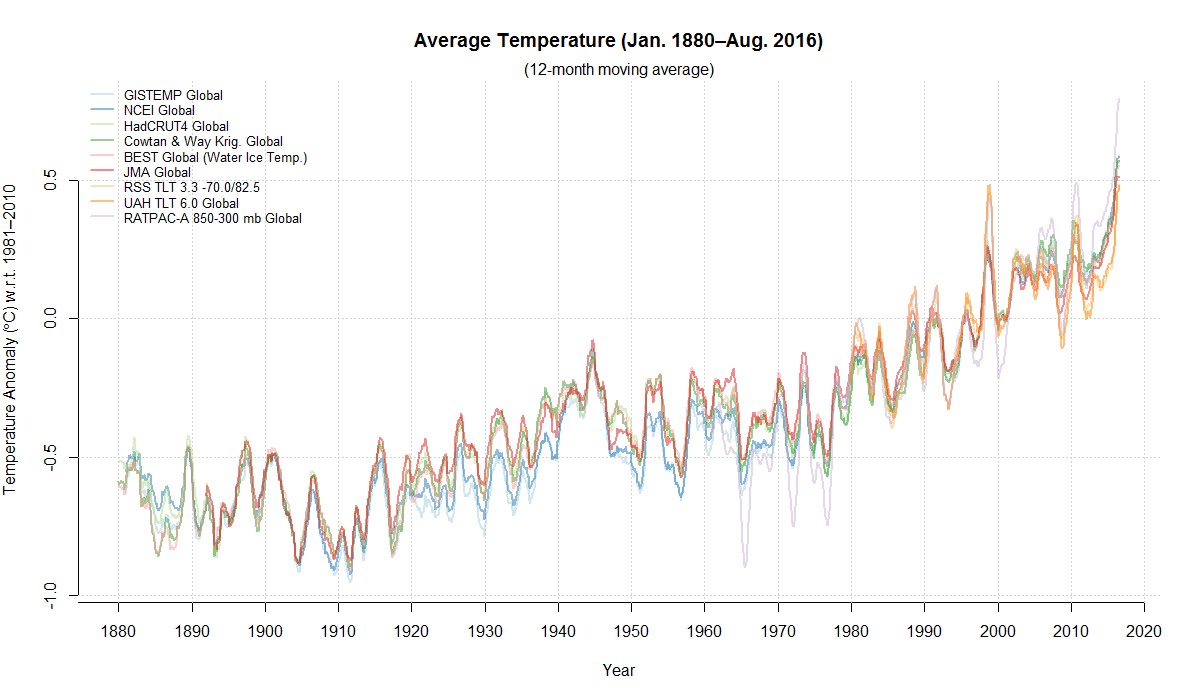 Average Temperature (Jan. 1880–Aug. 2016)
(12-month moving average)
GISTEMP Global
NCEI Global
HadCRUT4 Global
Cowtan & Way Krig. Global
BEST Global (Water Ice Temp.)
JMA Global
RSS TLT 3.3 -70.0/82.5
UAH TLT 6.0 Global
RATPAC-A 850-300 mb Global
Temperature Anomaly (°C) w.r.t. 1981–2010
0.5
0.0
-0.5
-1.0
1880 1890 1900 1910 1920 1930 1940 1950 1960 1970 1980 1990 2000 2010 2020
Year